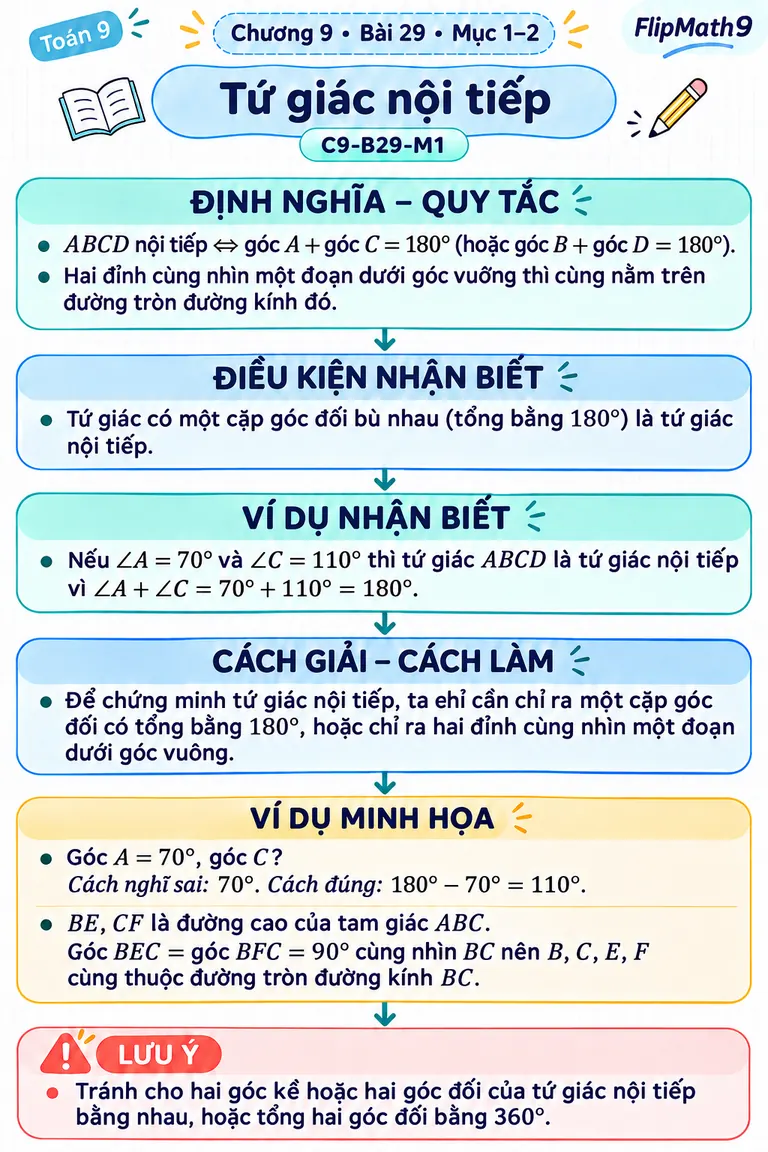 Toán 9
Chương 9 • Bài 29 • Mục 1–2
FlipMath9
Tứ giác nội tiếp
C9-B29-M1
ĐỊNH NGHĨA – QUY TẮC
• ABCD nội tiếp ⇔ góc A + góc C = 180° (hoặc góc B + góc D = 180°).
• Hai đỉnh cùng nhìn một đoạn dưới góc vuỡng thì cùng nằm trên
đường tròn đường kính đó.
ĐIỀU KIỆN NHẬN BIẾT
• Tứ giác có một cặp góc đối bù nhau (tổng bằng 180°) là tứ giác
nội tiếp.
VÍ DỤ NHẬN BIẾT
• Nếu ∠A = 70° và ∠C = 110° thì tứ giác ABCD là tứ giác nội tiếp
vì ∠A + ∠C = 70° + 110° = 180°.
CÁCH GIẢI – CÁCH LÀM
• Để chứng minh tứ giác nội tiếp, ta ehỉ cần chỉ ra một cặp góc
đối có tổng bằng 180°, hoặc chỉ ra hai đỉnh cùng nhìn một đoạn
dưới góc vuông.
VÍ DỤ MINH HỌA
• Góc A = 70°, góc C?
Cách nghĩ sai: 70°. Cách đúng: 180° − 70° = 110°.
• BE, CF là đường cao của tam giác ABC.
Góc BEC = góc BFC = 90° cùng nhìn BC nên B, C, E, F
cùng thuộc đường tròn đường kính BC.
LƯU Ý
• Tránh cho hai góc kề hoặc hai góc đối của tứ giác nội tiếp
bằng nhau, hoặc tổng hai góc đối bằng 360°.